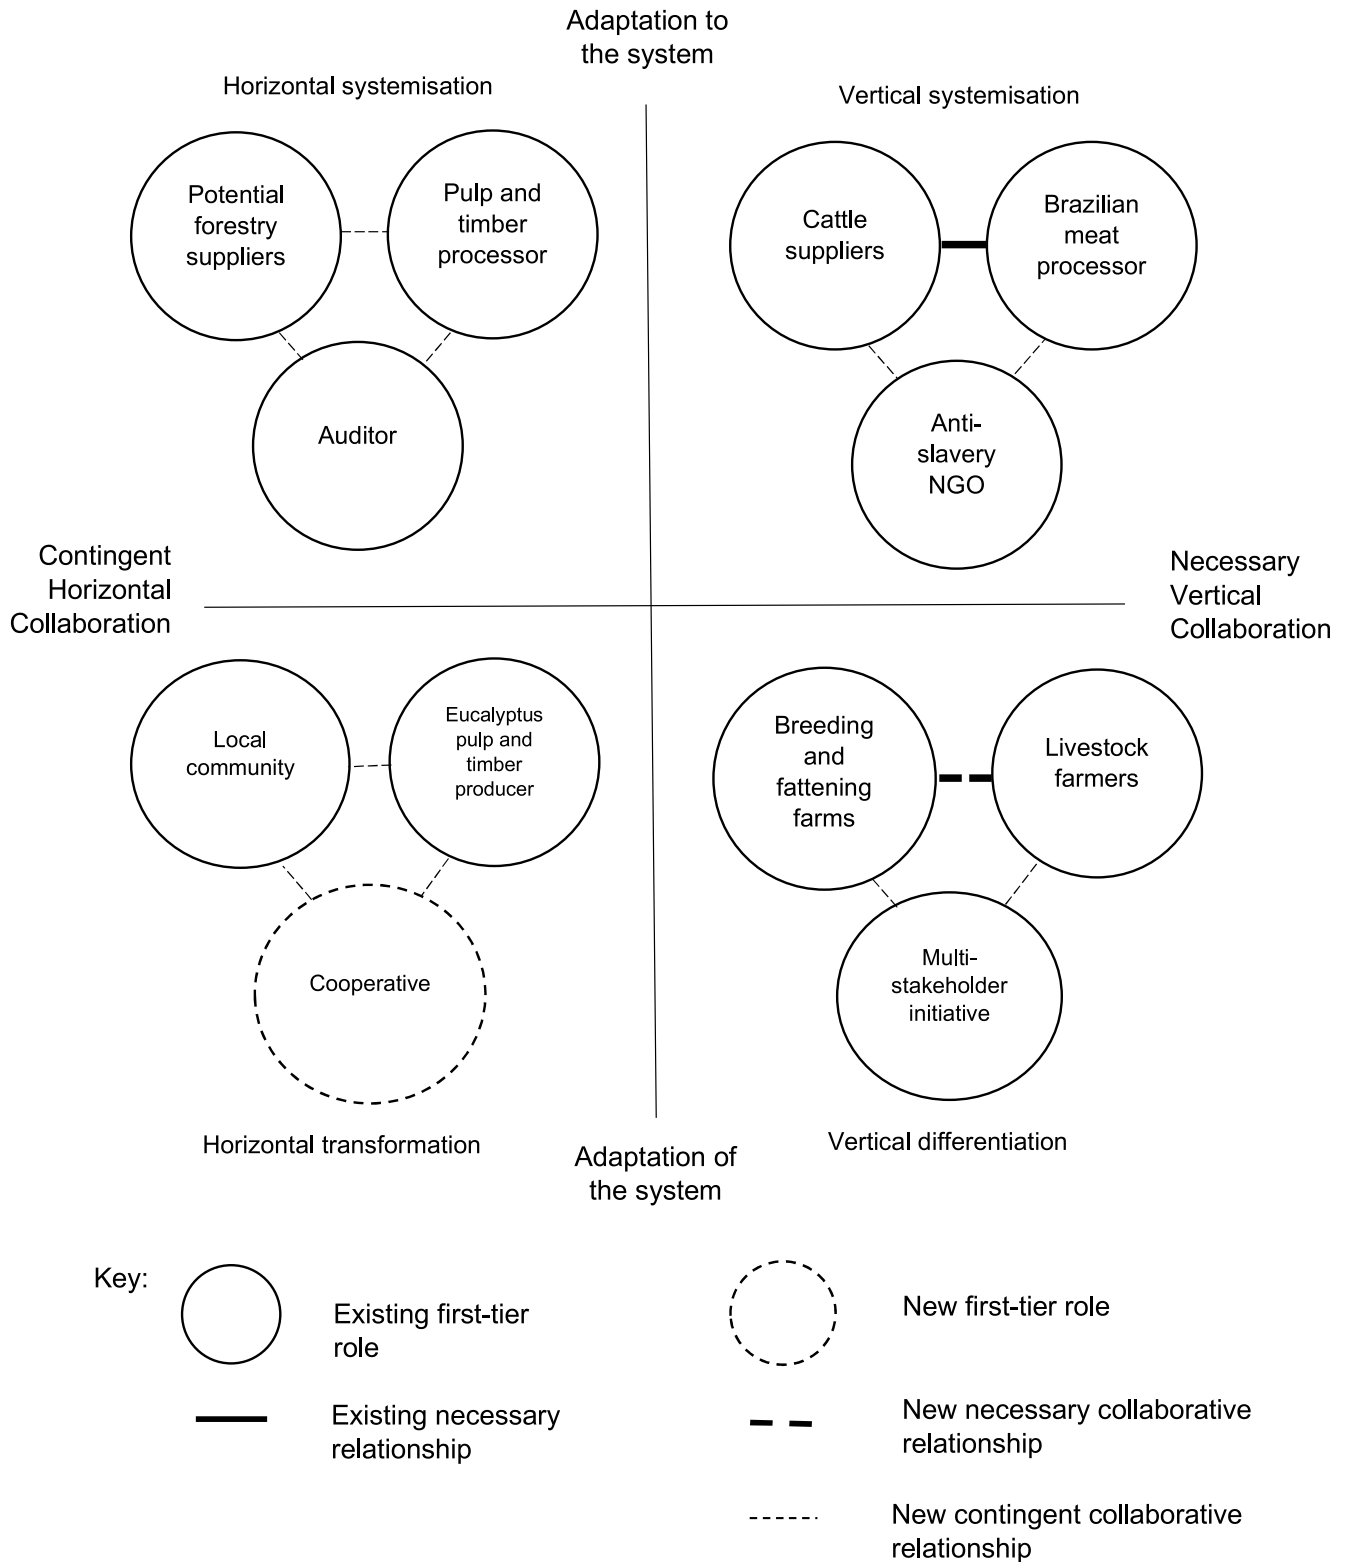 Adaptation to
the system
Horizontal systemisation
Vertical systemisation
Potential
forestry
suppliers
Pulp and
timber
processor
Auditor
Cattle
suppliers
Brazilian
meat
processor
Anti-
slavery
NGO
Contingent
Horizontal
Collaboration
Necessary
Vertical
Collaboration
Local
community
Eucalyptus
pulp and
timber
producer
Cooperative
Breeding
and
fattening
farms
Livestock
farmers
Multi-
stakeholder
initiative
Horizontal transformation
Vertical differentiation
Adaptation of
the system
Key:
Existing first-tier
role
New first-tier role
Existing necessary
relationship
New necessary collaborative
relationship
New contingent collaborative
relationship